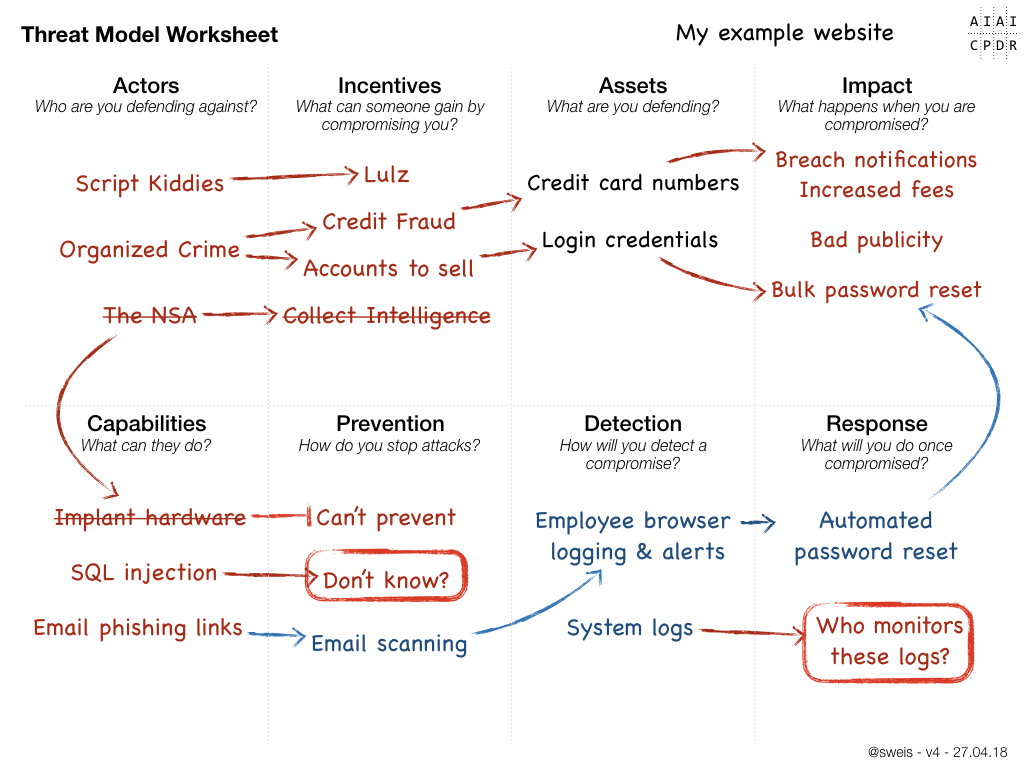 Threat Model Worksheet
My example website
A I A I
C P D R
Actors
Who are you defending against?
Script Kiddies
Organized Crime
The NSA
Incentives
What can someone gain by
compromising you?
Lulz
Credit Fraud
Accounts to sell
Collect Intelligence
Assets
What are you defending?
Credit card numbers
Login credentials
Impact
What happens when you are
compromised?
Breach notifications
Increased fees
Bad publicity
Bulk password reset
Capabilities
What can they do?
Implant hardware
SQL injection
Email phishing links
Prevention
How do you stop attacks?
Can't prevent
Don't know?
Email scanning
Detection
How will you detect a
compromise?
Employee browser
logging & alerts
System logs
Response
What will you do once
compromised?
Automated
password reset
Who monitors
these logs?
@sweis - v4 - 27.04.18